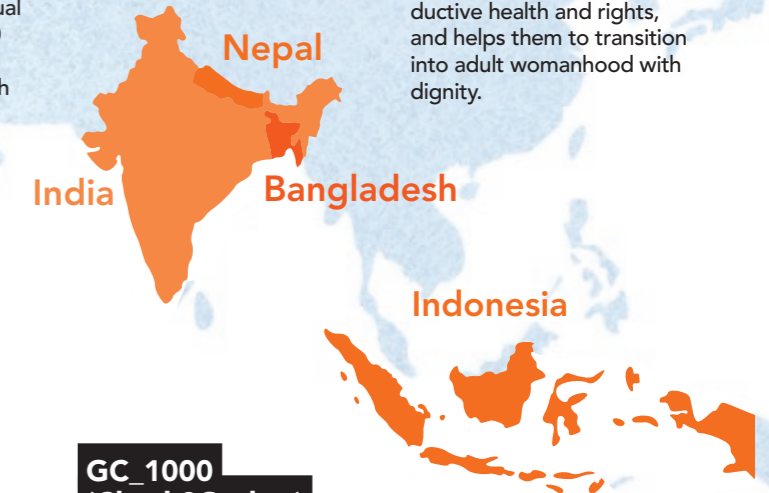 ual
)
h
ductive health and rights,
and helps them to transition
into adult womanhood with
dignity.
Nepal
India
Bangladesh
Indonesia
GC_1000